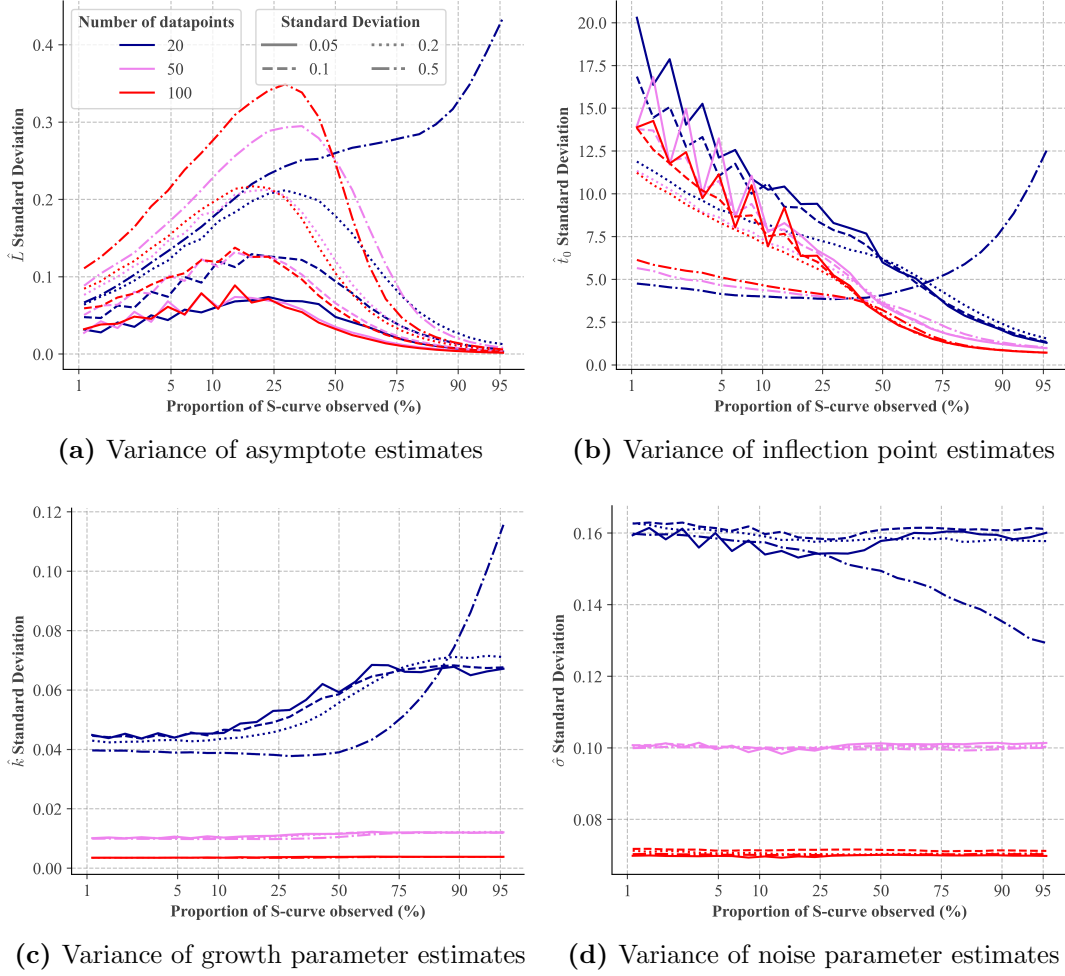 Number of datapoints
20
50
100
Standard Deviation
0.05
0.1
0.2
0.5
0.4
0.3
0.2
0.1
0.0
L̂ Standard Deviation
1 5 10 25 50 75 90 95
Proportion of S-curve observed (%)
(a) Variance of asymptote estimates
20.0
17.5
15.0
12.5
10.0
7.5
5.0
2.5
0.0
t̂0 Standard Deviation
1 5 10 25 50 75 90 95
Proportion of S-curve observed (%)
(b) Variance of inflection point estimates
0.12
0.10
0.08
0.06
0.04
0.02
0.00
k̂ Standard Deviation
1 5 10 25 50 75 90 95
Proportion of S-curve observed (%)
(c) Variance of growth parameter estimates
0.16
0.14
0.12
0.10
0.08
σ̂ Standard Deviation
1 5 10 25 50 75 90 95
Proportion of S-curve observed (%)
(d) Variance of noise parameter estimates